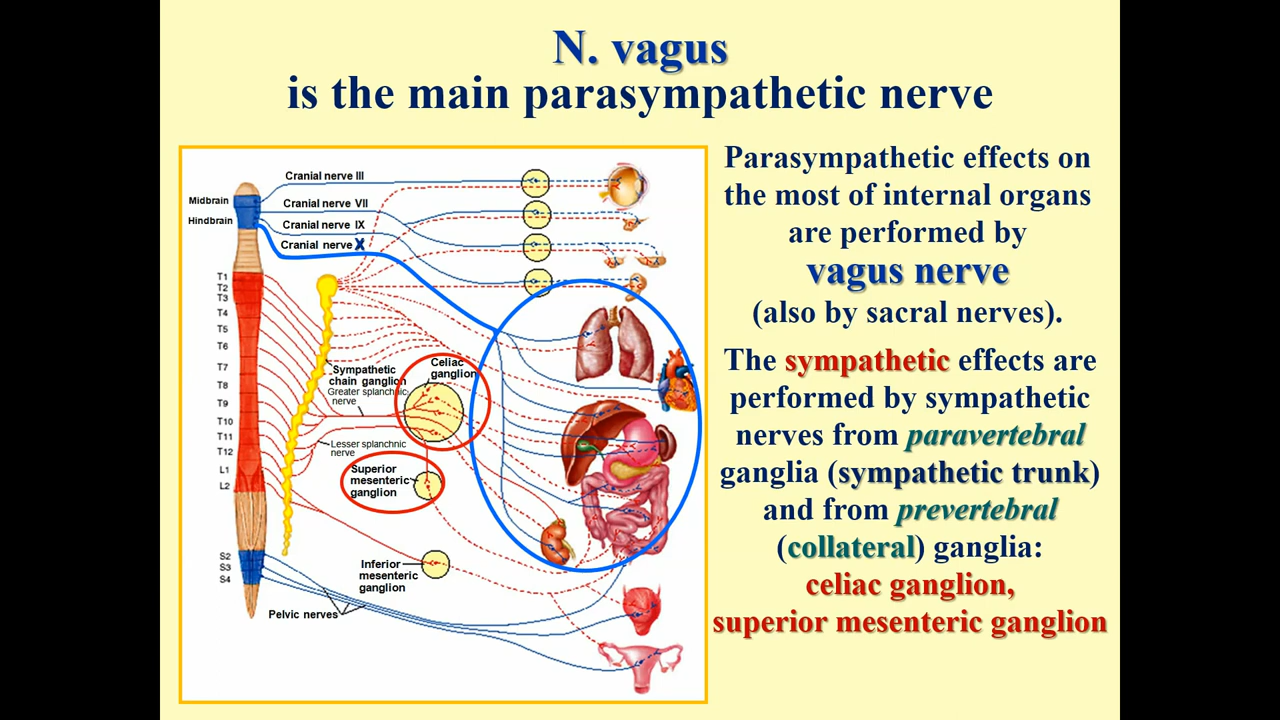 N. vagus
is the main parasympathetic nerve
Cranial nerve III
Midbrain
Cranial nerve VII
Hindbrain
Cranial nerve IX
Cranial nerve X
T1
T2
T3
T4
T5
T6
T7
T8
T9
T10
T11
T12
L1
L2
S2
S3
S4
Sympathetic
chain ganglion
Greater splanchnic
nerve
Celiac
ganglion
Lesser splanchnic
nerve
Superior
mesenteric
ganglion
Inferior
mesenteric
ganglion
Pelvic nerves
Parasympathetic effects on
the most of internal organs
are performed by
vagus nerve
(also by sacral nerves).
The sympathetic effects are
performed by sympathetic
nerves from paravertebral
ganglia (sympathetic trunk)
and from prevertebral
(collateral) ganglia:
celiac ganglion,
superior mesenteric ganglion